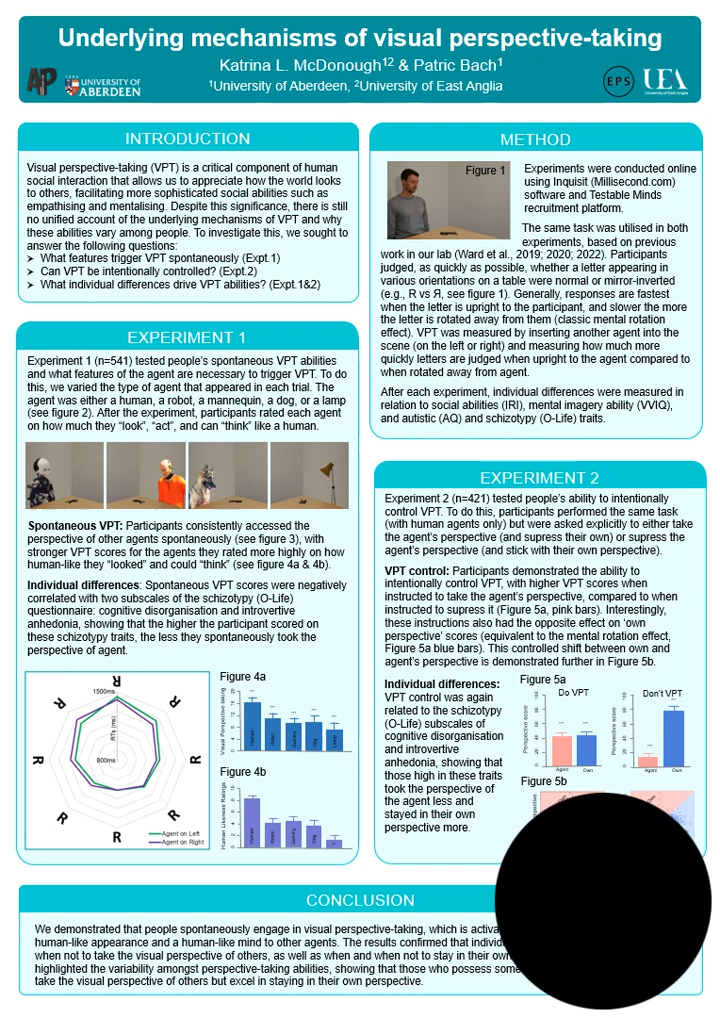 Underlying mechanisms of visual perspective-taking
Katrina L. McDonough¹² & Patric Bach¹
¹University of Aberdeen, ²University of East Anglia
UNIVERSITY OF
ABERDEEN
EPS
UEA
University of East Anglia
INTRODUCTION
Visual perspective-taking (VPT) is a critical component of human
social interaction that allows us to appreciate how the world looks
to others, facilitating more sophisticated social abilities such as
empathising and mentalising. Despite this significance, there is still
no unified account of the underlying mechanisms of VPT and why
these abilities vary among people. To investigate this, we sought to
answer the following questions:
➢ What features trigger VPT spontaneously (Expt.1)
➢ Can VPT be intentionally controlled? (Expt.2)
➢ What individual differences drive VPT abilities? (Expt.1&2)
METHOD
Figure 1
Experiments were conducted online
using Inquisit (Millisecond.com)
software and Testable Minds
recruitment platform.
The same task was utilised in both
experiments, based on previous
work in our lab (Ward et al., 2019; 2020; 2022). Participants
judged, as quickly as possible, whether a letter appearing in
various orientations on a table were normal or mirror-inverted
(e.g., R vs Я, see figure 1). Generally, responses are fastest
when the letter is upright to the participant, and slower the more
the letter is rotated away from them (classic mental rotation
effect). VPT was measured by inserting another agent into the
scene (on the left or right) and measuring how much more
quickly letters are judged when upright to the agent compared to
when rotated away from agent.
After each experiment, individual differences were measured in
relation to social abilities (IRI), mental imagery ability (VVIQ),
and autistic (AQ) and schizotypy (O-Life) traits.
EXPERIMENT 1
Experiment 1 (n=541) tested people's spontaneous VPT abilities
and what features of the agent are necessary to trigger VPT. To do
this, we varied the type of agent that appeared in each trial. The
agent was either a human, a robot, a mannequin, a dog, or a lamp
(see figure 2). After the experiment, participants rated each agent
on how much they “look”, “act”, and can “think” like a human.
Spontaneous VPT: Participants consistently accessed the
perspective of other agents spontaneously (see figure 3), with
stronger VPT scores for the agents they rated more highly on how
human-like they “looked” and could “think” (see figure 4a & 4b).
Individual differences: Spontaneous VPT scores were negatively
correlated with two subscales of the schizotypy (O-Life)
questionnaire: cognitive disorganisation and introvertive
anhedonia, showing that the higher the participant scored on
these schizotypy traits, the less they spontaneously took the
perspective of agent.
R
R
R
R
R
R
R
R
1500ms
RTs (ms)
800ms
Agent on Left
Agent on Right
Figure 4a
Visual Perspective taking
Figure 4b
Human Likeness Ratings
EXPERIMENT 2
Experiment 2 (n=421) tested people's ability to intentionally
control VPT. To do this, participants performed the same task
(with human agents only) but were asked explicitly to either take
the agent's perspective (and supress their own) or supress the
agent's perspective (and stick with their own perspective).
VPT control: Participants demonstrated the ability to
intentionally control VPT, with higher VPT scores when
instructed to take the agent's perspective, compared to when
instructed to supress it (Figure 5a, pink bars). Interestingly,
these instructions also had the opposite effect on ‘own
perspective’ scores (equivalent to the mental rotation effect,
Figure 5a blue bars). This controlled shift between own and
agent's perspective is demonstrated further in Figure 5b.
Individual differences:
VPT control was again
related to the schizotypy
(O-Life) subscales of
cognitive disorganisation
and introvertive
anhedonia, showing that
those high in these traits
took the perspective of
the agent less and
stayed in their own
perspective more.
Figure 5a
Do VPT
Don't VPT
Perspective score
Perspective score
Agent
Own
Agent
Own
Figure 5b
CONCLUSION
We demonstrated that people spontaneously engage in visual perspective-taking, which is
human-like appearance and a human-like mind to other agents. The results confirmed that
when not to take the visual perspective of others, as well as when and when not to stay in their
highlighted the variability amongst perspective-taking abilities, showing that those who possess
take the visual perspective of others but excel in staying in their own perspective.